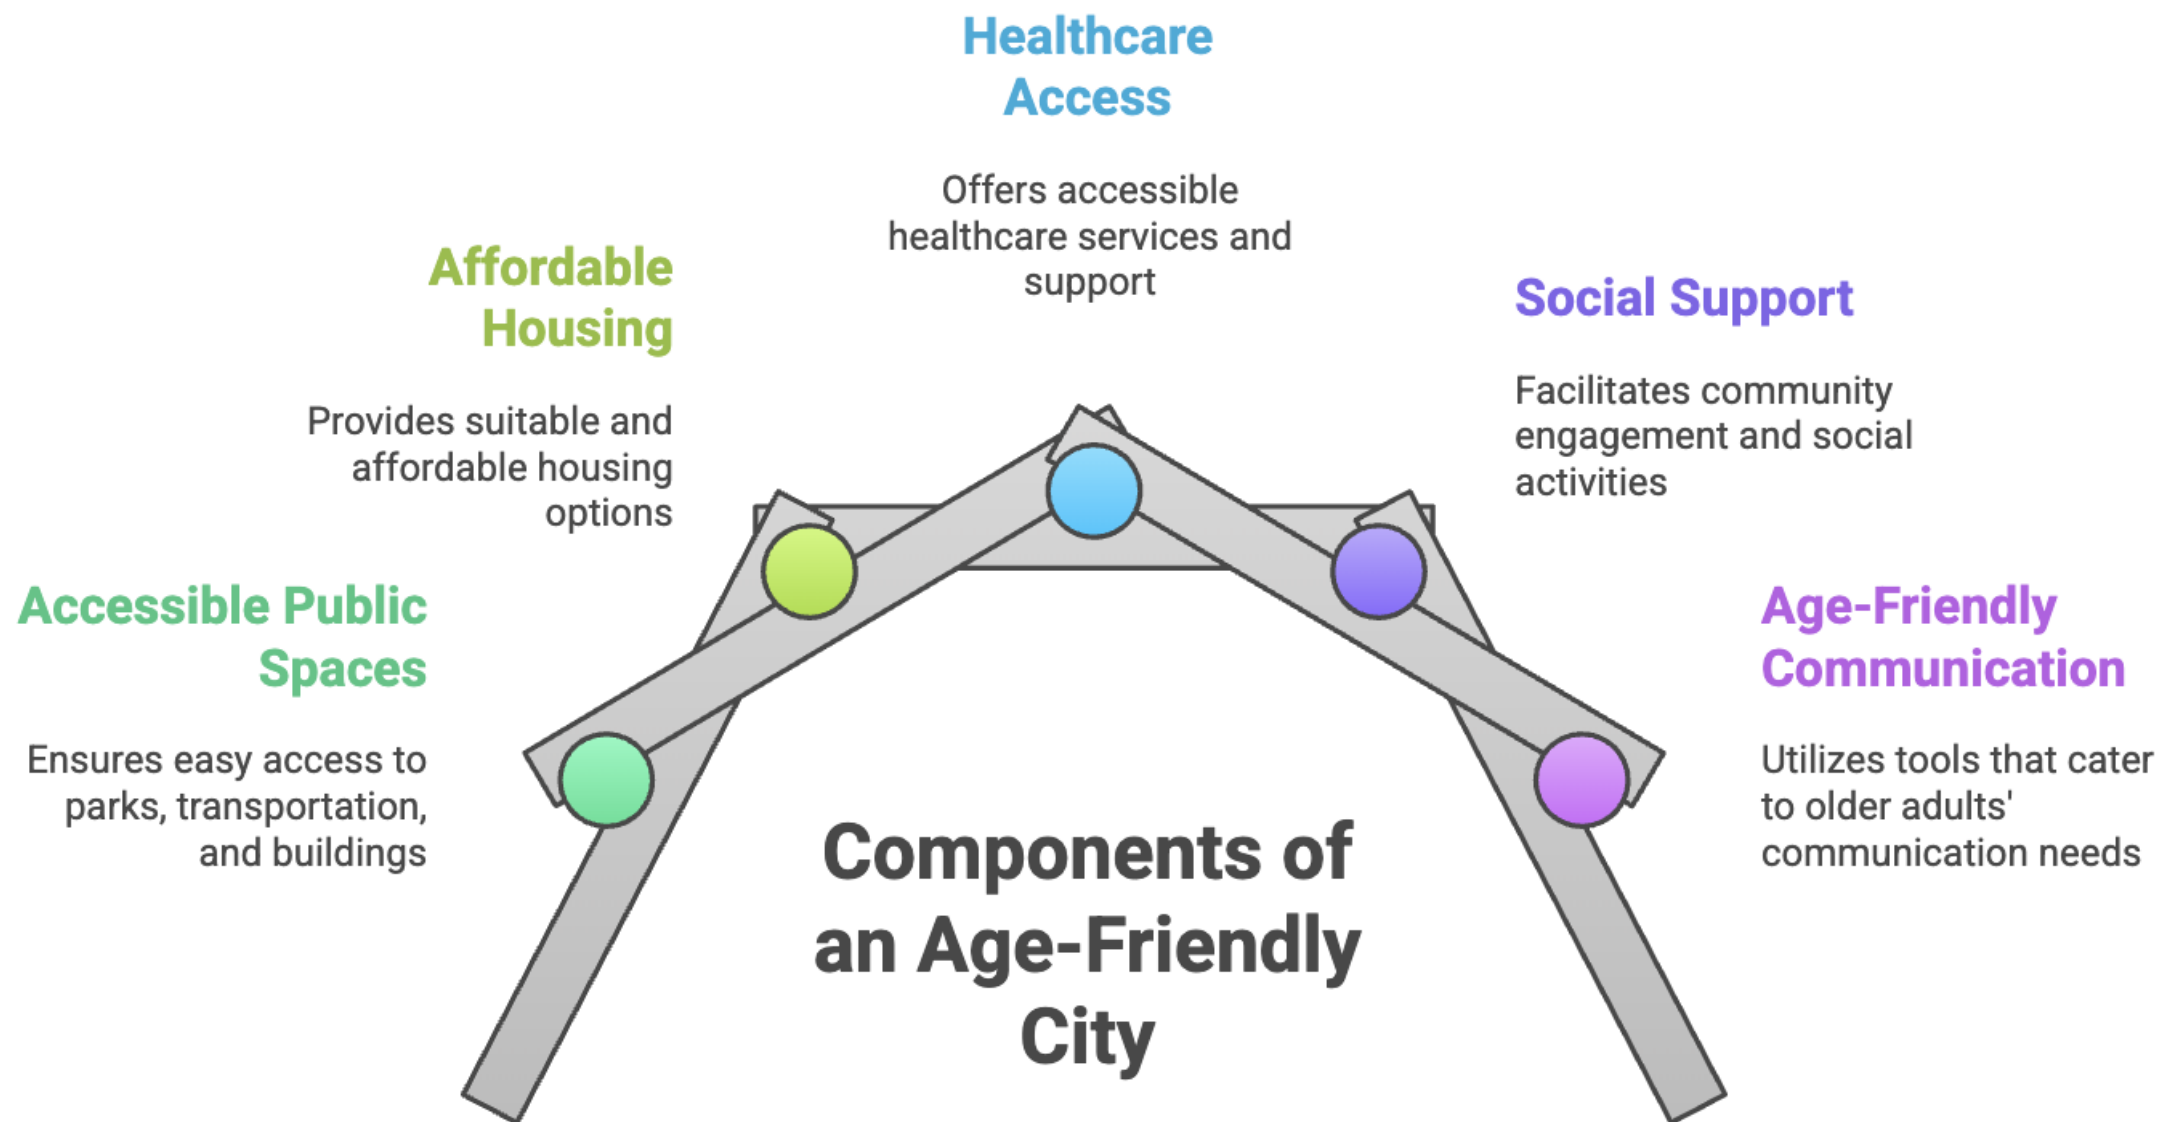 Healthcare
Access
Offers accessible
healthcare services and
support
Affordable
Housing
Provides suitable and
affordable housing
options
Social Support
Facilitates community
engagement and social
activities
Accessible Public
Spaces
Ensures easy access to
parks, transportation,
and buildings
Age-Friendly
Communication
Utilizes tools that cater
to older adults'
communication needs
Components of
an Age-Friendly
City